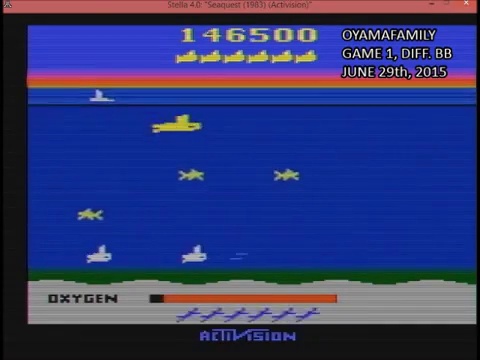 Stella 4.0: "Seaquest (1983) (Activision)"
146500
OYAMAFAMILY
GAME 1, DIFF. BB
JUNE 29th, 2015
OXYGEN
ACTIVISION